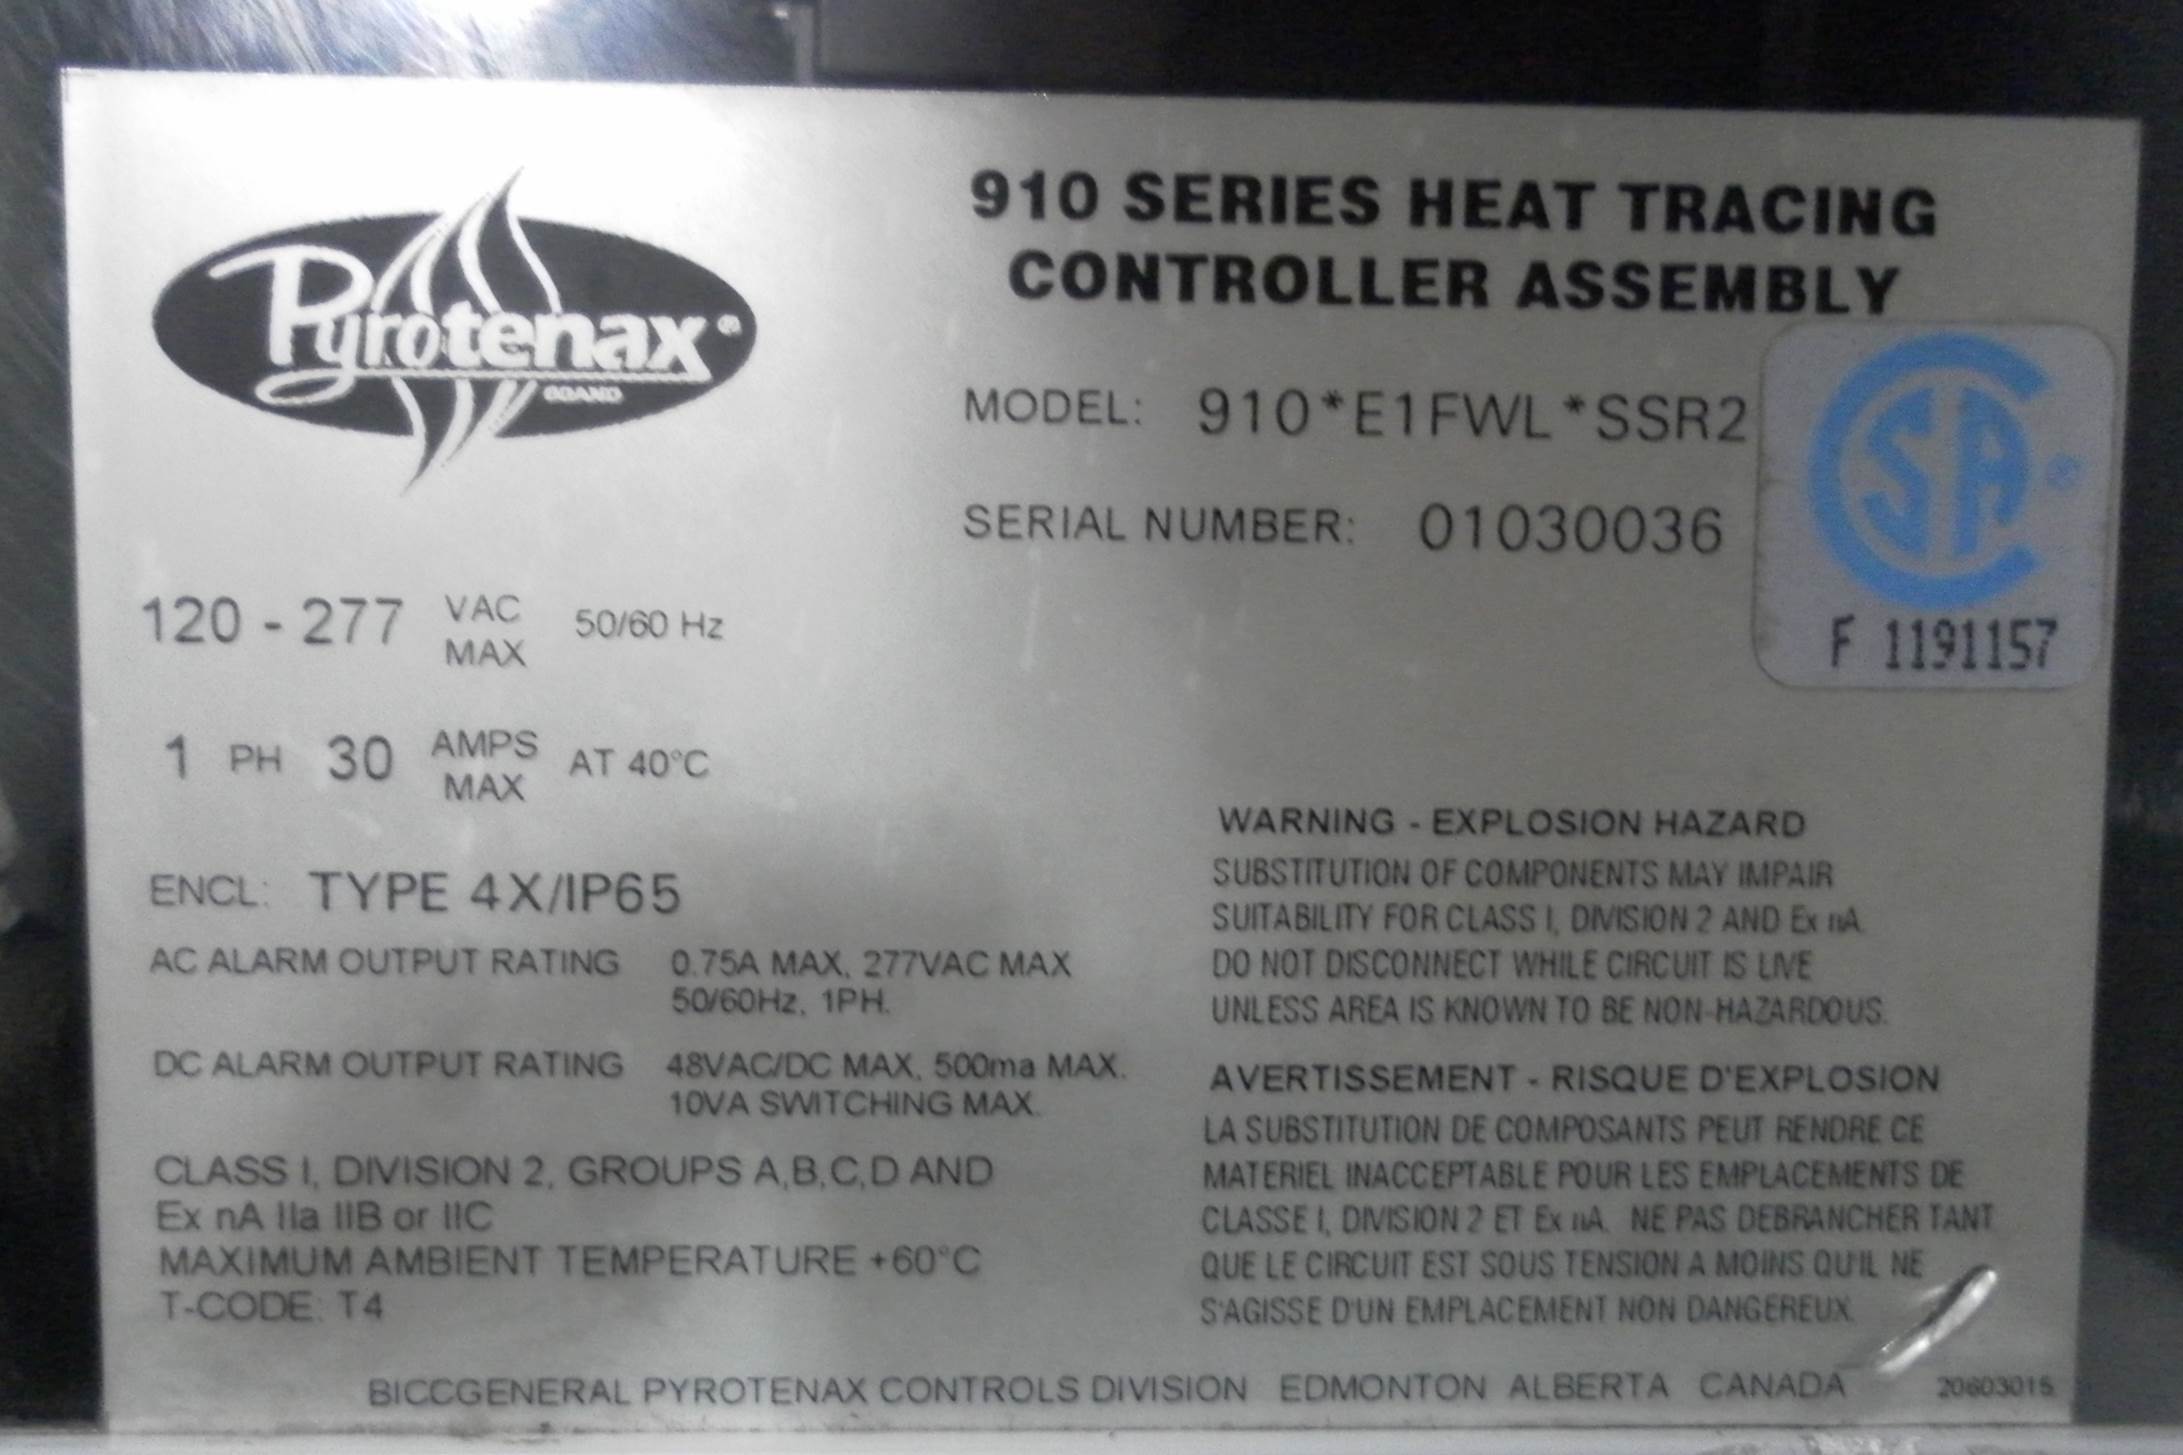 Pyrotenax®
BRAND
910 SERIES HEAT TRACING
CONTROLLER ASSEMBLY
MODEL: 910*E1FWL*SSR2
SERIAL NUMBER: 01030036
CSA®
F 1191157
120 - 277 VAC MAX 50/60 Hz
1 PH 30 AMPS MAX AT 40°C
ENCL: TYPE 4X/IP65
AC ALARM OUTPUT RATING 0.75A MAX, 277VAC MAX
50/60Hz, 1PH.
DC ALARM OUTPUT RATING 48VAC/DC MAX, 500ma MAX.
10VA SWITCHING MAX.
CLASS I, DIVISION 2, GROUPS A,B,C,D AND
Ex nA IIa IIB or IIC
MAXIMUM AMBIENT TEMPERATURE +60°C
T-CODE: T4
WARNING - EXPLOSION HAZARD
SUBSTITUTION OF COMPONENTS MAY IMPAIR
SUITABILITY FOR CLASS I, DIVISION 2 AND Ex nA.
DO NOT DISCONNECT WHILE CIRCUIT IS LIVE
UNLESS AREA IS KNOWN TO BE NON-HAZARDOUS.
AVERTISSEMENT - RISQUE D'EXPLOSION
LA SUBSTITUTION DE COMPOSANTS PEUT RENDRE CE
MATERIEL INACCEPTABLE POUR LES EMPLACEMENTS DE
CLASSE I, DIVISION 2 ET Ex nA. NE PAS DEBRANCHER TANT
QUE LE CIRCUIT EST SOUS TENSION A MOINS QU'IL NE
S'AGISSE D'UN EMPLACEMENT NON DANGEREUX.
BICCGENERAL PYROTENAX CONTROLS DIVISION EDMONTON ALBERTA CANADA 20603015